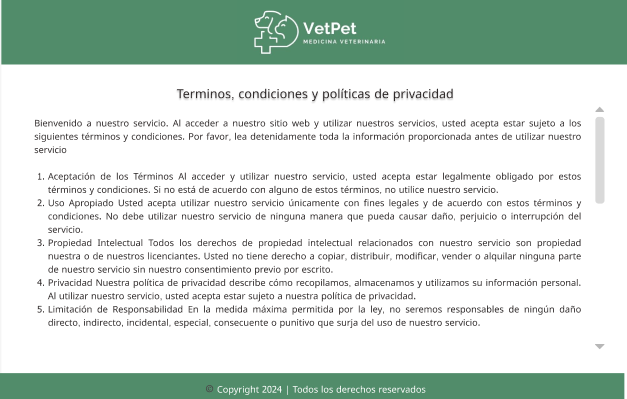 VetPet
MEDICINA VETERINARIA
Terminos, condiciones y políticas de privacidad
Bienvenido a nuestro servicio. Al acceder a nuestro sitio web y utilizar nuestros servicios, usted acepta estar sujeto a los
siguientes términos y condiciones. Por favor, lea detenidamente toda la información proporcionada antes de utilizar nuestro
servicio
1. Aceptación de los Términos Al acceder y utilizar nuestro servicio, usted acepta estar legalmente obligado por estos
términos y condiciones. Si no está de acuerdo con alguno de estos términos, no utilice nuestro servicio.
2. Uso Apropiado Usted acepta utilizar nuestro servicio únicamente con fines legales y de acuerdo con estos términos y
condiciones. No debe utilizar nuestro servicio de ninguna manera que pueda causar daño, perjuicio o interrupción del
servicio.
3. Propiedad Intelectual Todos los derechos de propiedad intelectual relacionados con nuestro servicio son propiedad
nuestra o de nuestros licenciantes. Usted no tiene derecho a copiar, distribuir, modificar, vender o alquilar ninguna parte
de nuestro servicio sin nuestro consentimiento previo por escrito.
4. Privacidad Nuestra política de privacidad describe cómo recopilamos, almacenamos y utilizamos su información personal.
Al utilizar nuestro servicio, usted acepta estar sujeto a nuestra política de privacidad.
5. Limitación de Responsabilidad En la medida máxima permitida por la ley, no seremos responsables de ningún daño
directo, indirecto, incidental, especial, consecuente o punitivo que surja del uso de nuestro servicio.
© Copyright 2024 | Todos los derechos reservados